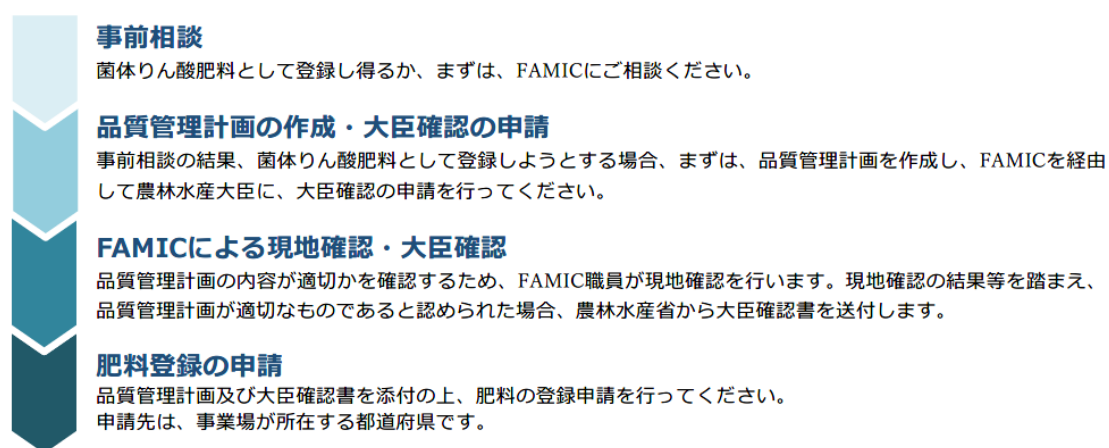 事前相談
菌体りん酸肥料として登録し得るか、まずは、FAMICにご相談ください。
品質管理計画の作成・大臣確認の申請
事前相談の結果、菌体りん酸肥料として登録しようとする場合、まずは、品質管理計画を作成し、FAMICを経由
して農林水産大臣に、大臣確認の申請を行ってください。
FAMICによる現地確認・大臣確認
品質管理計画の内容が適切かを確認するため、FAMIC職員が現地確認を行います。現地確認の結果等を踏まえ、
品質管理計画が適切なものであると認められた場合、農林水産省から大臣確認書を送付します。
肥料登録の申請
品質管理計画及び大臣確認書を添付の上、肥料の登録申請を行ってください。
申請先は、事業場が所在する都道府県です。